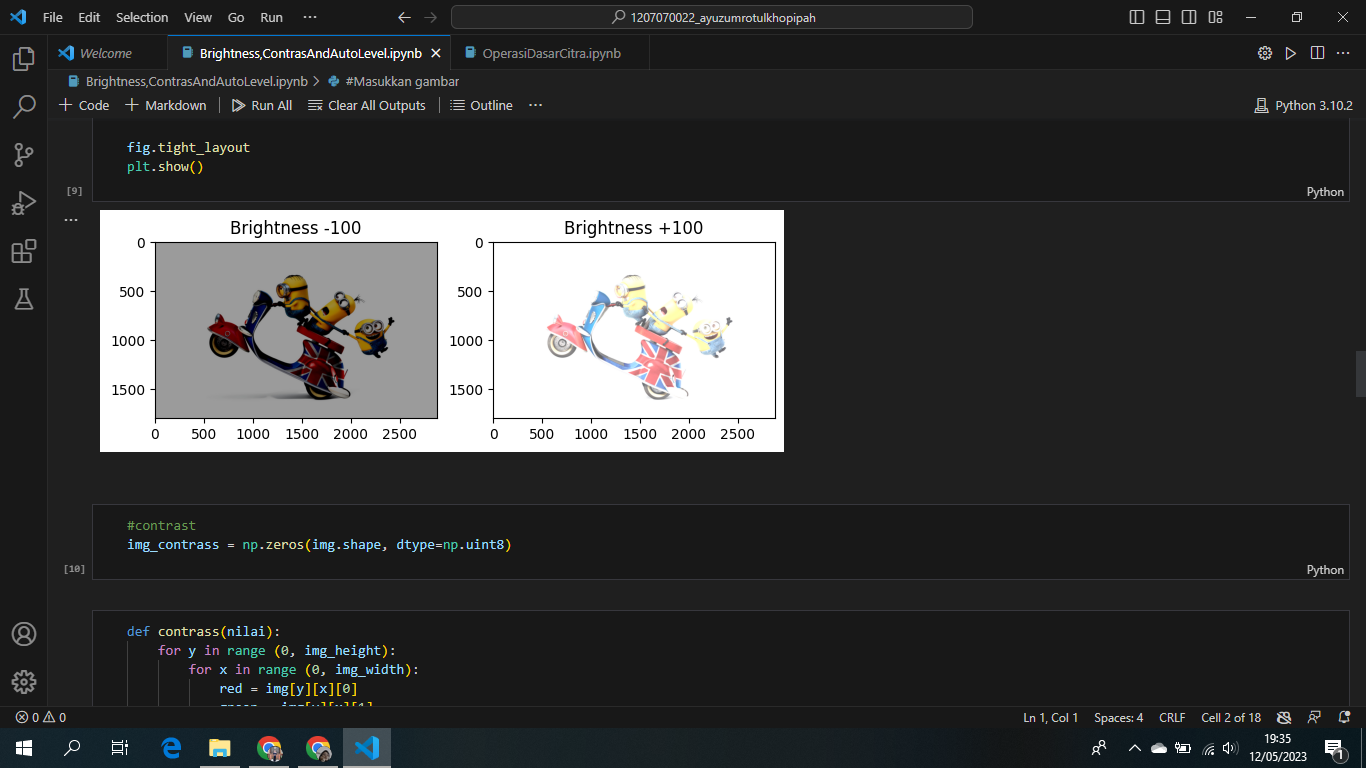 File Edit Selection View Go Run ··· 1207070022_ayuzumrotulkhopipah
Welcome Brightness,ContrasAndAutoLevel.ipynb OperasiDasarCitra.ipynb
Brightness,ContrasAndAutoLevel.ipynb > #Masukkan gambar
+ Code + Markdown Run All Clear All Outputs Outline ··· Python 3.10.2
fig.tight_layout
plt.show()
[9] Python
Brightness -100 Brightness +100
0 0
500 500
1000 1000
1500 1500
0 500 1000 1500 2000 2500 0 500 1000 1500 2000 2500
#contrast
img_contrass = np.zeros(img.shape, dtype=np.uint8)
[10] Python
def contrass(nilai):
for y in range (0, img_height):
for x in range (0, img_width):
red = img[y][x][0]
green = img[y][x][1]
0 0 Ln 1, Col 1 Spaces: 4 CRLF Cell 2 of 18
19:35
12/05/2023
1